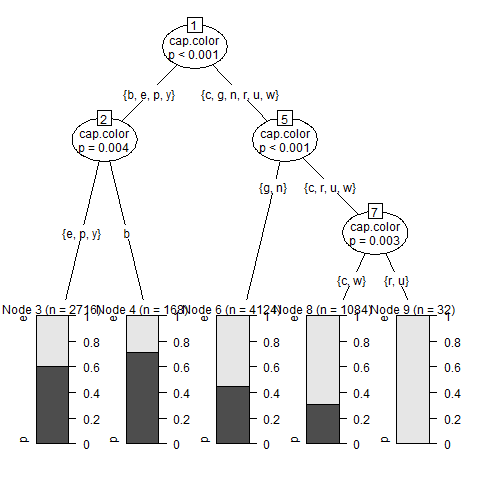 1
cap.color
p < 0.001
{b, e, p, y}
{c, g, n, r, u, w}
2
cap.color
p = 0.004
5
cap.color
p < 0.001
{g, n}
{c, r, u, w}
7
cap.color
p = 0.003
{e, p, y}
b
{c, w}
{r, u}
Node 3 (n = 2716)
Node 4 (n = 168)
Node 6 (n = 4124)
Node 8 (n = 1084)
Node 9 (n = 32)
e
p
1
0.8
0.6
0.4
0.2
0
e
p
1
0.8
0.6
0.4
0.2
0
e
p
1
0.8
0.6
0.4
0.2
0
e
p
1
0.8
0.6
0.4
0.2
0
e
p
1
0.8
0.6
0.4
0.2
0